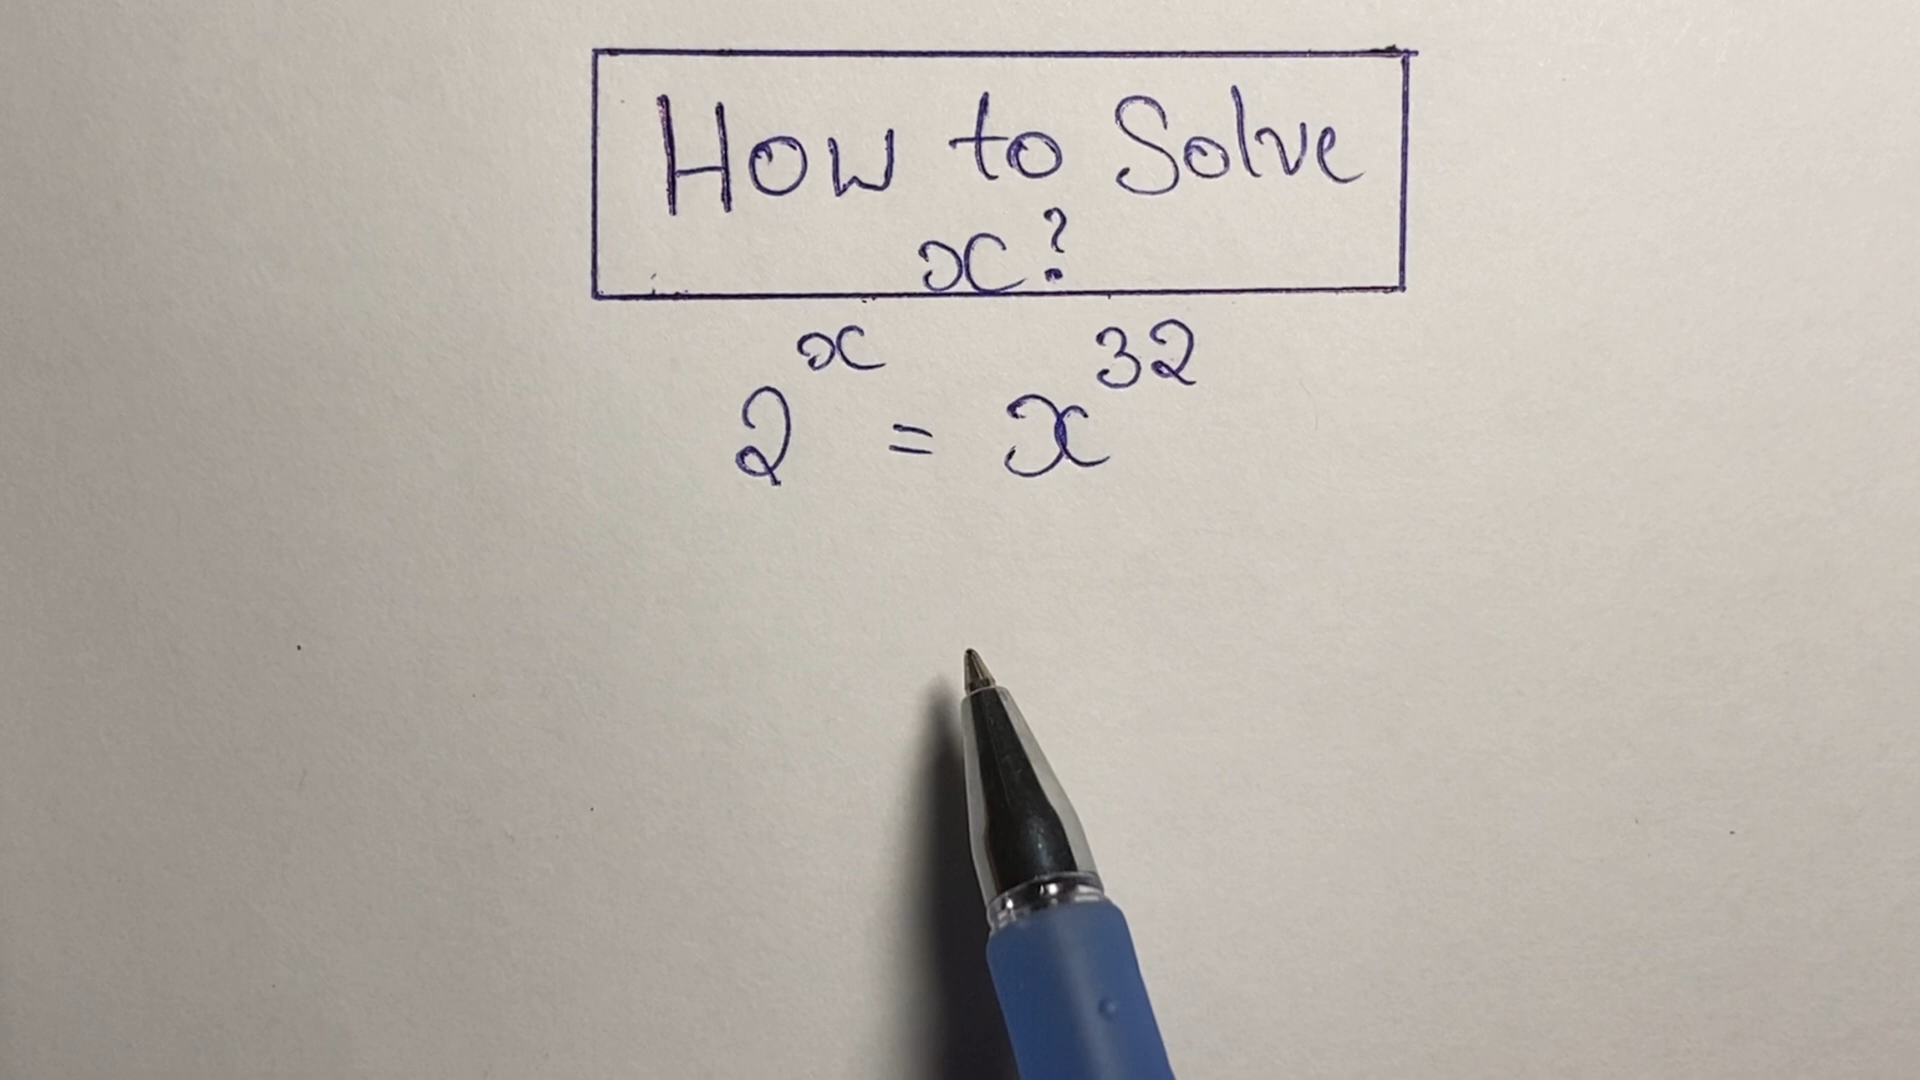 How to Solve
x?
2^x = x^32